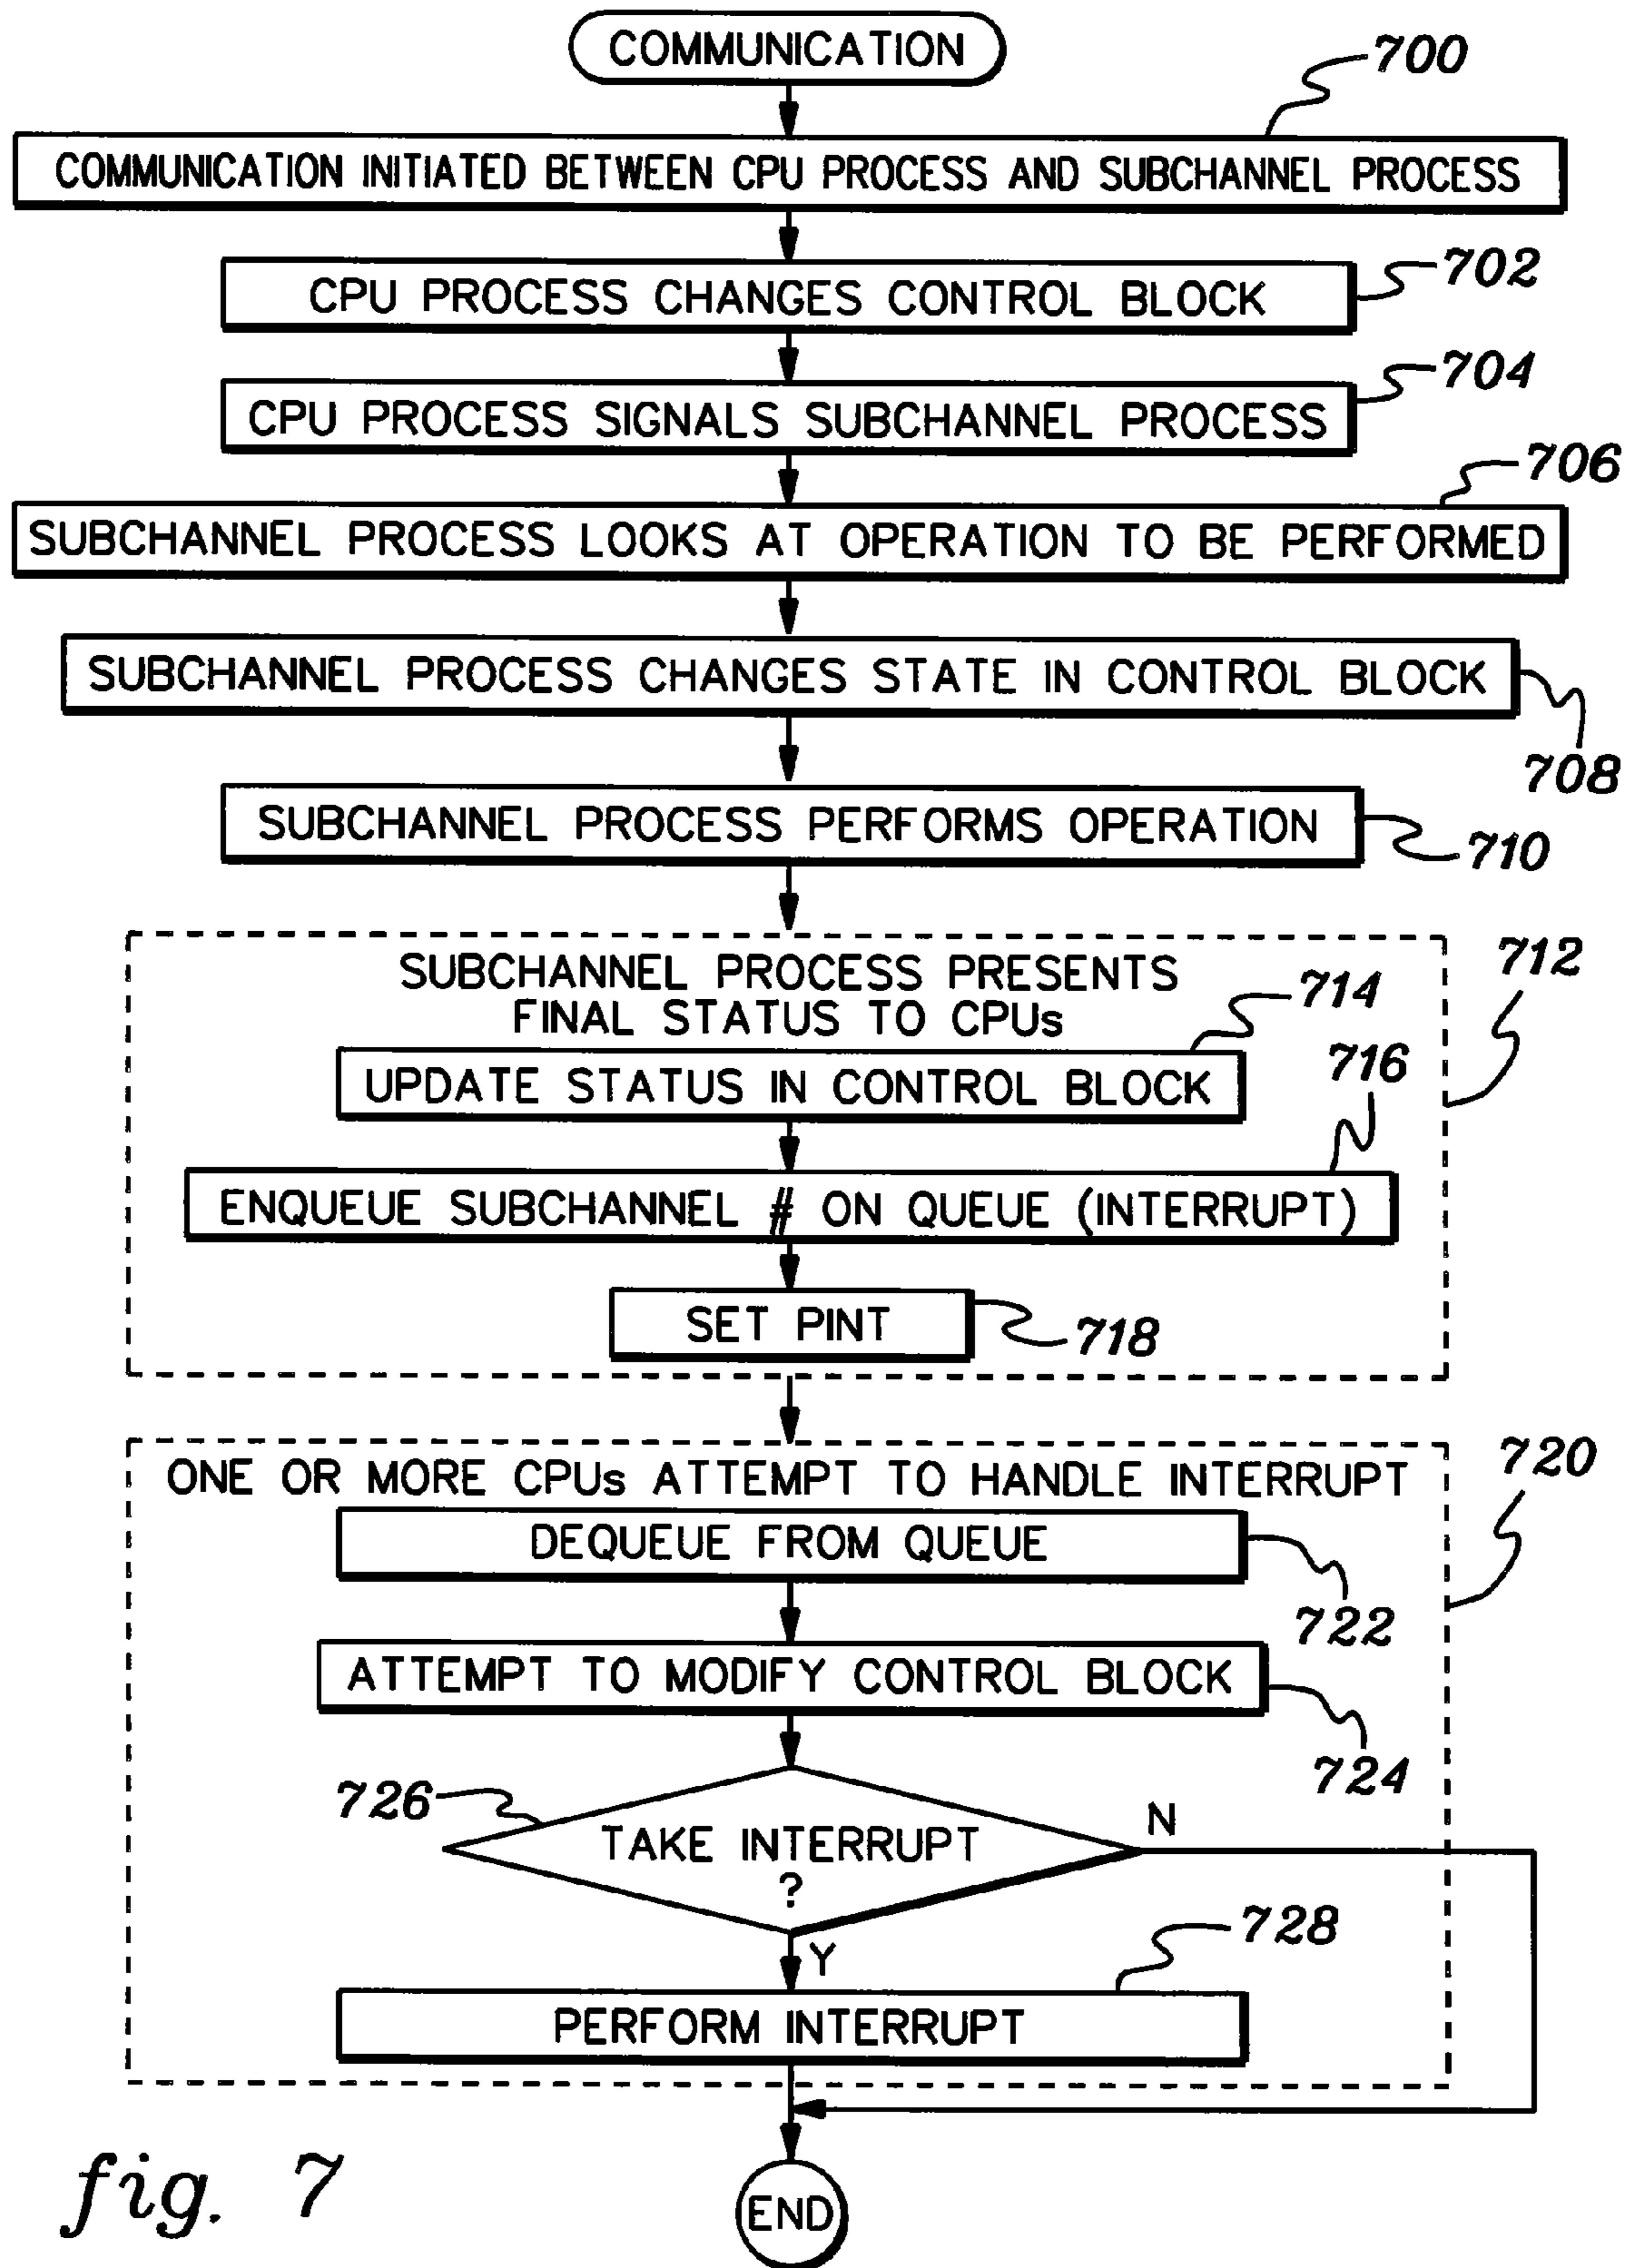 COMMUNICATION
700
COMMUNICATION INITIATED BETWEEN CPU PROCESS AND SUBCHANNEL PROCESS
702
CPU PROCESS CHANGES CONTROL BLOCK
704
CPU PROCESS SIGNALS SUBCHANNEL PROCESS
706
SUBCHANNEL PROCESS LOOKS AT OPERATION TO BE PERFORMED
SUBCHANNEL PROCESS CHANGES STATE IN CONTROL BLOCK
708
SUBCHANNEL PROCESS PERFORMS OPERATION
710
712
SUBCHANNEL PROCESS PRESENTS
FINAL STATUS TO CPUs
714
716
UPDATE STATUS IN CONTROL BLOCK
ENQUEUE SUBCHANNEL # ON QUEUE (INTERRUPT)
SET PINT
718
720
ONE OR MORE CPUs ATTEMPT TO HANDLE INTERRUPT
DEQUEUE FROM QUEUE
722
ATTEMPT TO MODIFY CONTROL BLOCK
724
726
N
TAKE INTERRUPT
?
728
Y
PERFORM INTERRUPT
fig. 7
END